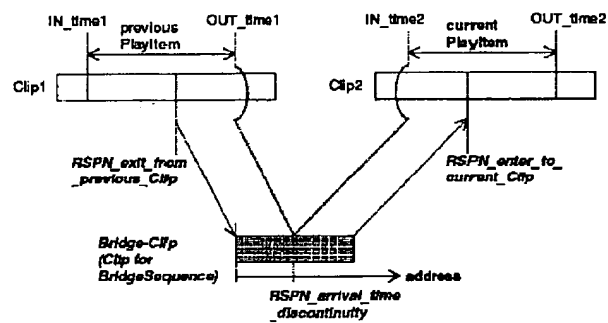 IN_time1
previous
PlayItem
OUT_time1
IN_time2
current
PlayItem
OUT_time2
Clip1
Clip2
RSPN_exit_from
_previous_Clip
RSPN_enter_to_
current_Clip
Bridge-Clip
(Clip for
BridgeSequence)
address
RSPN_arrival_time
_discontinuity